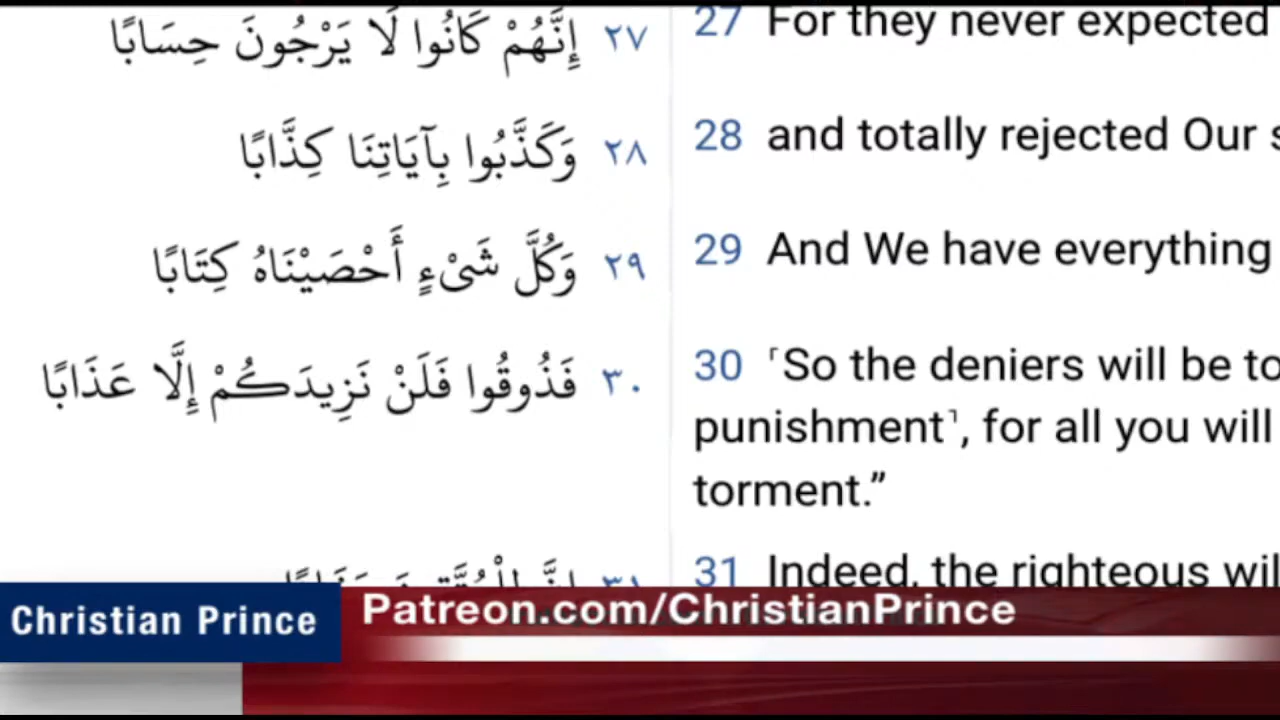 ٢٧ إِنَّهُمْ كَانُوا لَا يَرْجُونَ حِسَابًا
27 For they never expected
٢٨ وَكَذَّبُوا بِآيَاتِنَا كِذَّابًا
28 and totally rejected Our s
٢٩ وَكُلَّ شَىْءٍ أَحْصَيْنَاهُ كِتَابًا
29 And We have everything
٣٠ فَذُوقُوا فَلَنْ نَزِيدَكُمْ إِلَّا عَذَابًا
30 ⸢So the deniers will be to
punishment⸣, for all you will
torment.”
31 Indeed, the righteous wil
Christian Prince
Patreon.com/ChristianPrince